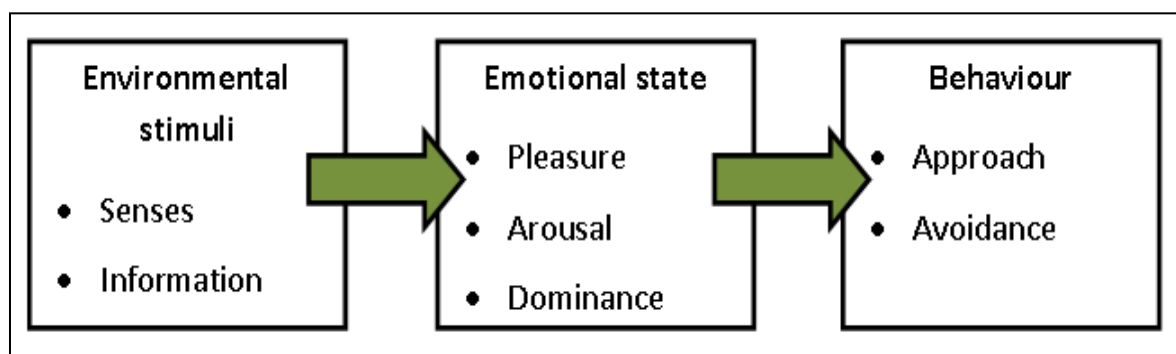 Environmental
stimuli
• Senses
• Information
Emotional state
• Pleasure
• Arousal
• Dominance
Behaviour
• Approach
• Avoidance